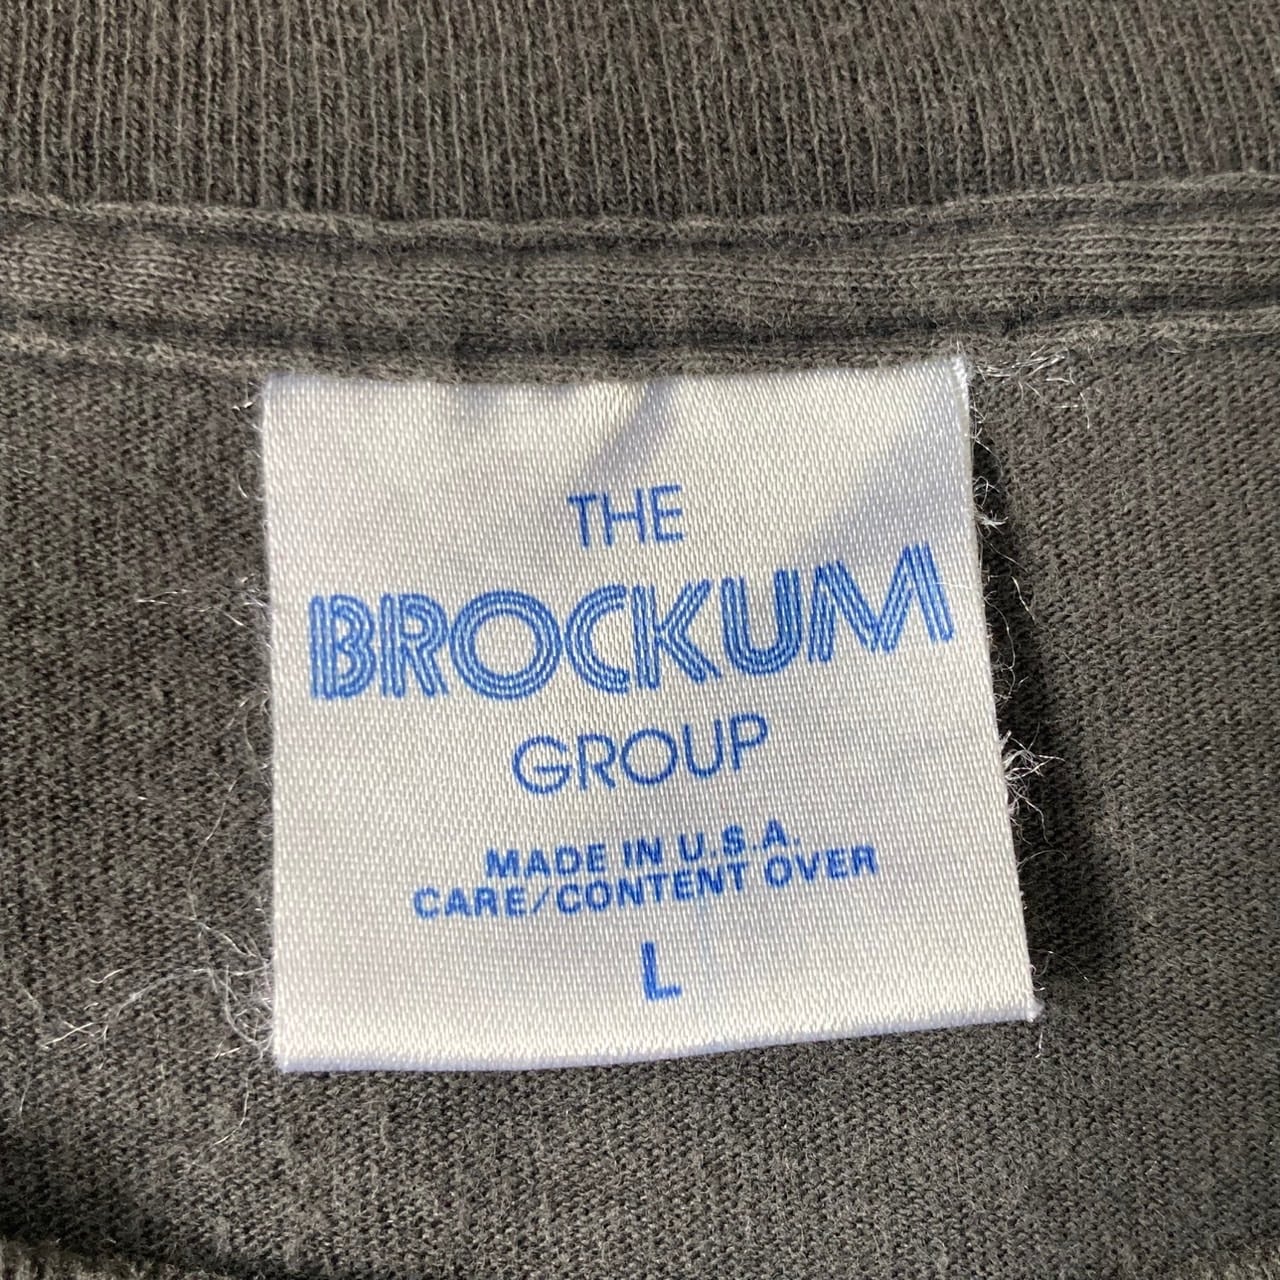 THE
BROCKUM
GROUP
MADE IN U.S.A.
CARE/CONTENT OVER
L